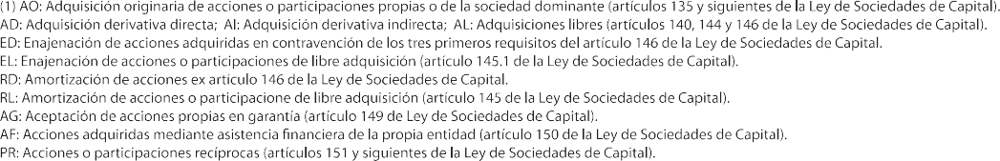 (1) AO: Adquisición originaria de acciones o participaciones propias o de la sociedad dominante (artículos 135 y siguientes de la Ley de Sociedades de Capital).
AD: Adquisición derivativa directa; AI: Adquisición derivativa indirecta; AL: Adquisiciones libres (artículos 140, 144 y 146 de la Ley de Sociedades de Capital).
ED: Enajenación de acciones adquiridas en contravención de los tres primeros requisitos del artículo 146 de la Ley de Sociedades de Capital.
EL: Enajenación de acciones o participaciones de libre adquisición (artículo 145.1 de la Ley de Sociedades de Capital).
RD: Amortización de acciones ex artículo 146 de la Ley de Sociedades de Capital.
RL: Amortización de acciones o participacione de libre adquisición (artículo 145 de la Ley de Sociedades de Capital).
AG: Aceptación de acciones propias en garantía (artículo 149 de Ley de Sociedades de Capital).
AF: Acciones adquiridas mediante asistencia financiera de la propia entidad (artículo 150 de la Ley de Sociedades de Capital).
PR: Acciones o participaciones recíprocas (artículos 151 y siguientes de la Ley de Sociedades de Capital).